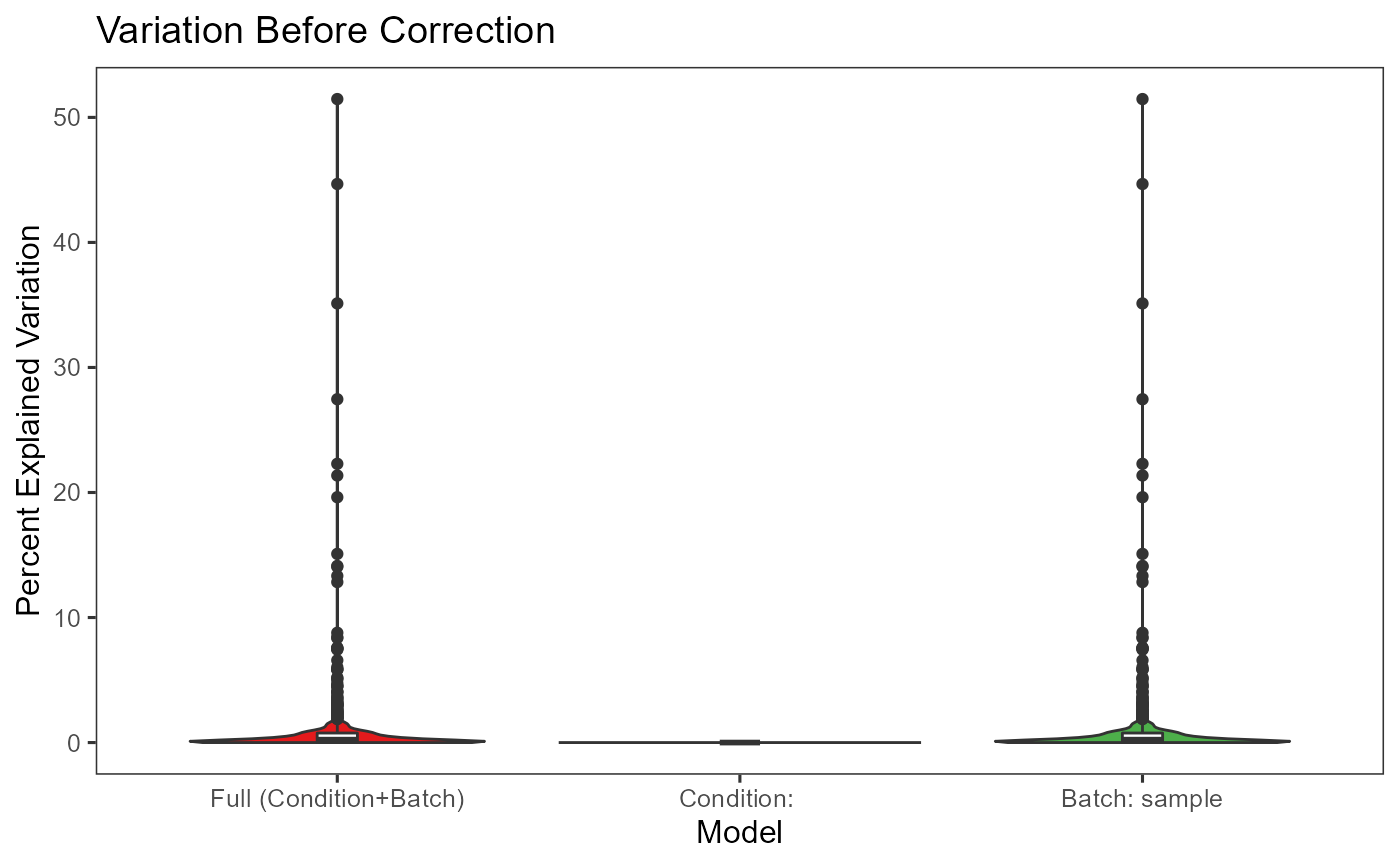 Variation Before Correction
Percent Explained Variation
50
40
30
20
10
0
Full (Condition+Batch)
Condition:
Batch: sample
Model